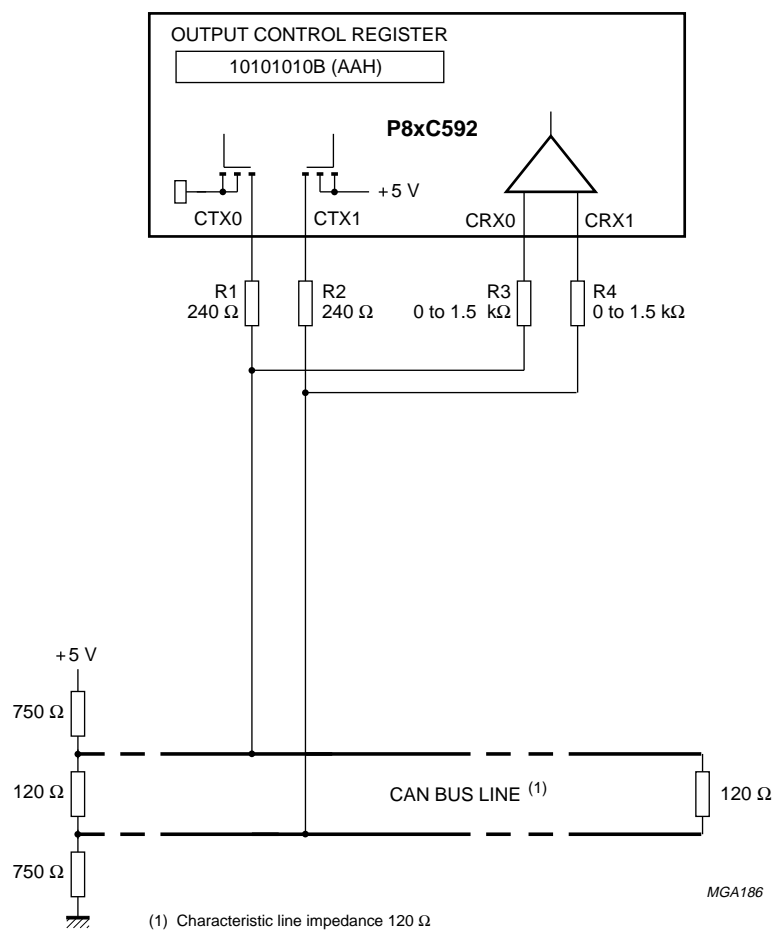 OUTPUT CONTROL REGISTER
10101010B (AAH)
P8xC592
+5 V
CTX0
CTX1
CRX0
CRX1
R1
240 Ω
R2
240 Ω
R3
0 to 1.5 kΩ
R4
0 to 1.5 kΩ
+5 V
750 Ω
120 Ω
CAN BUS LINE (1)
120 Ω
750 Ω
MGA186
(1) Characteristic line impedance 120 Ω